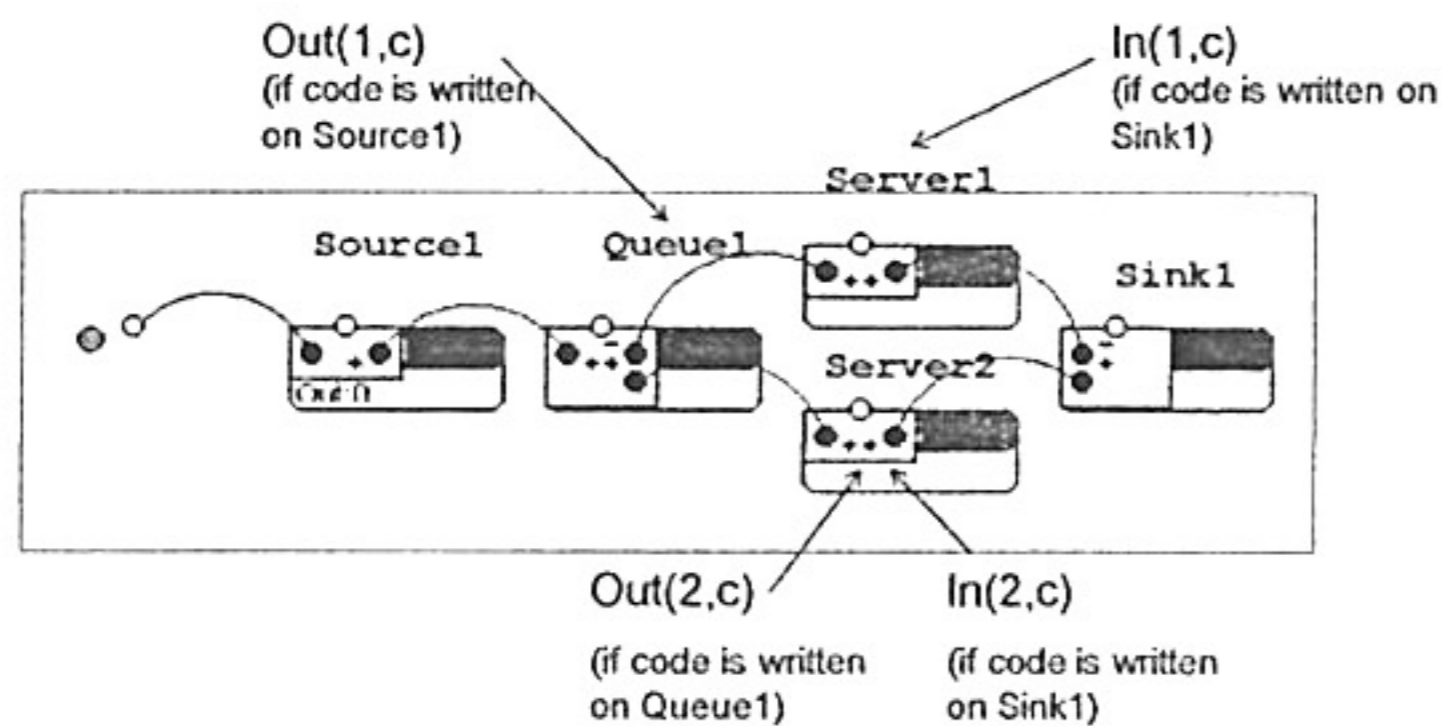 Out(1,c)
(if code is written
on Source1)
In(1,c)
(if code is written on
Sink1)
Server1
Source1
Queue1
Sink1
Server2
Out(2,c)
(if code is written
on Queue1)
In(2,c)
(if code is written
on Sink1)